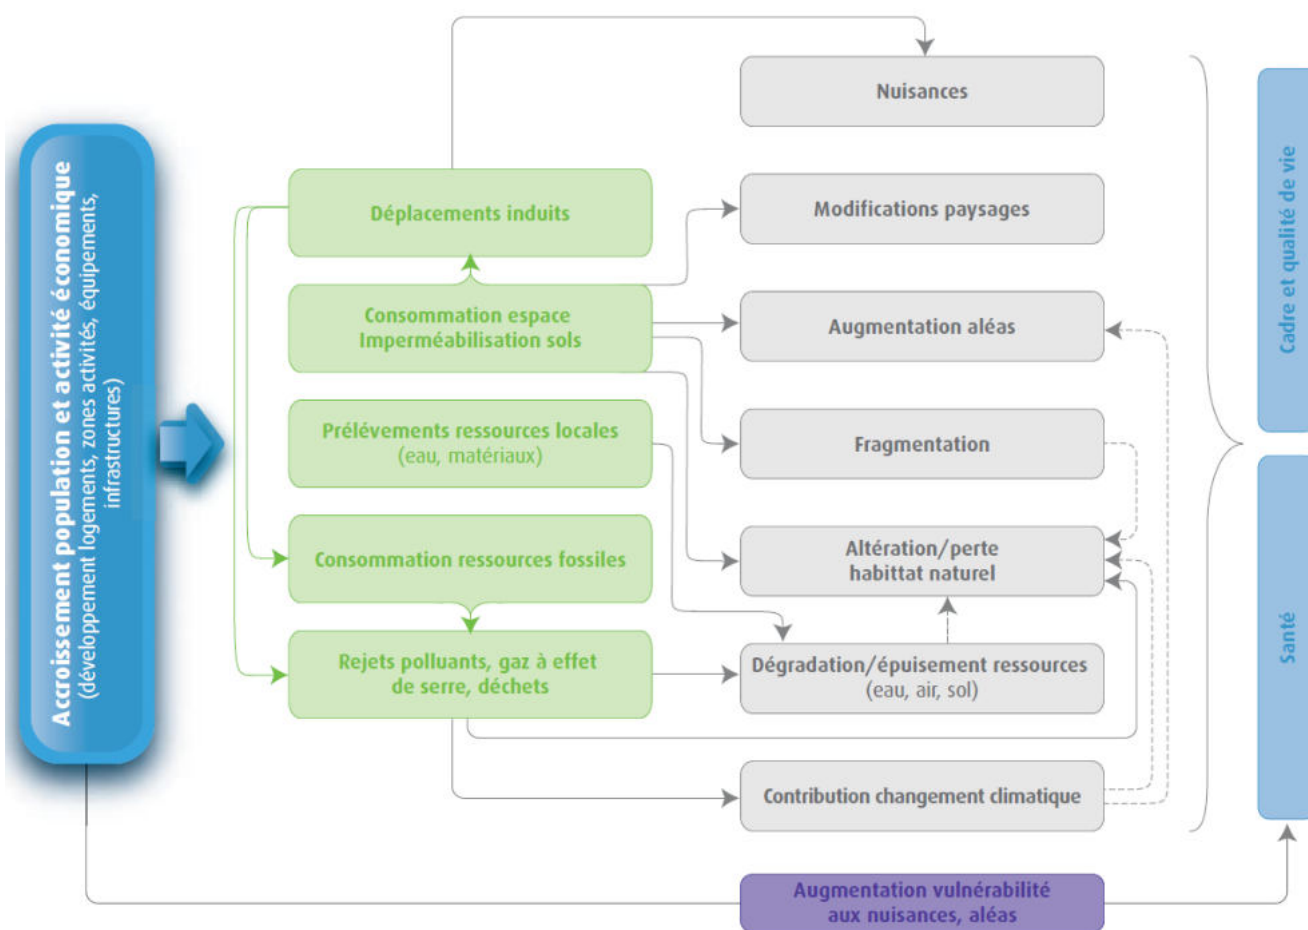 Accroissement population et activité économique
(développement logements, zones activités, équipements,
infrastructures)
Déplacements induits
Consommation espace
Imperméabilisation sols
Prélévements ressources locales
(eau, matériaux)
Consommation ressources fossiles
Rejets polluants, gaz à effet
de serre, déchets
Nuisances
Modifications paysages
Augmentation aléas
Fragmentation
Altération/perte
habittat naturel
Dégradation/épuisement ressources
(eau, air, sol)
Contribution changement climatique
Augmentation vulnérabilité
aux nuisances, aléas
Cadre et qualité de vie
Santé